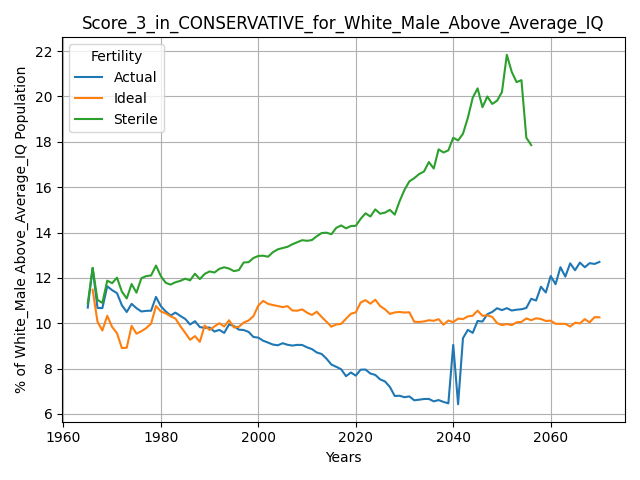 Score_3_in_CONSERVATIVE_for_White_Male_Above_Average_IQ
Fertility
Actual
Ideal
Sterile
% of White_Male Above_Average_IQ Population
22
20
18
16
14
12
10
8
6
1960
1980
2000
2020
2040
2060
Years